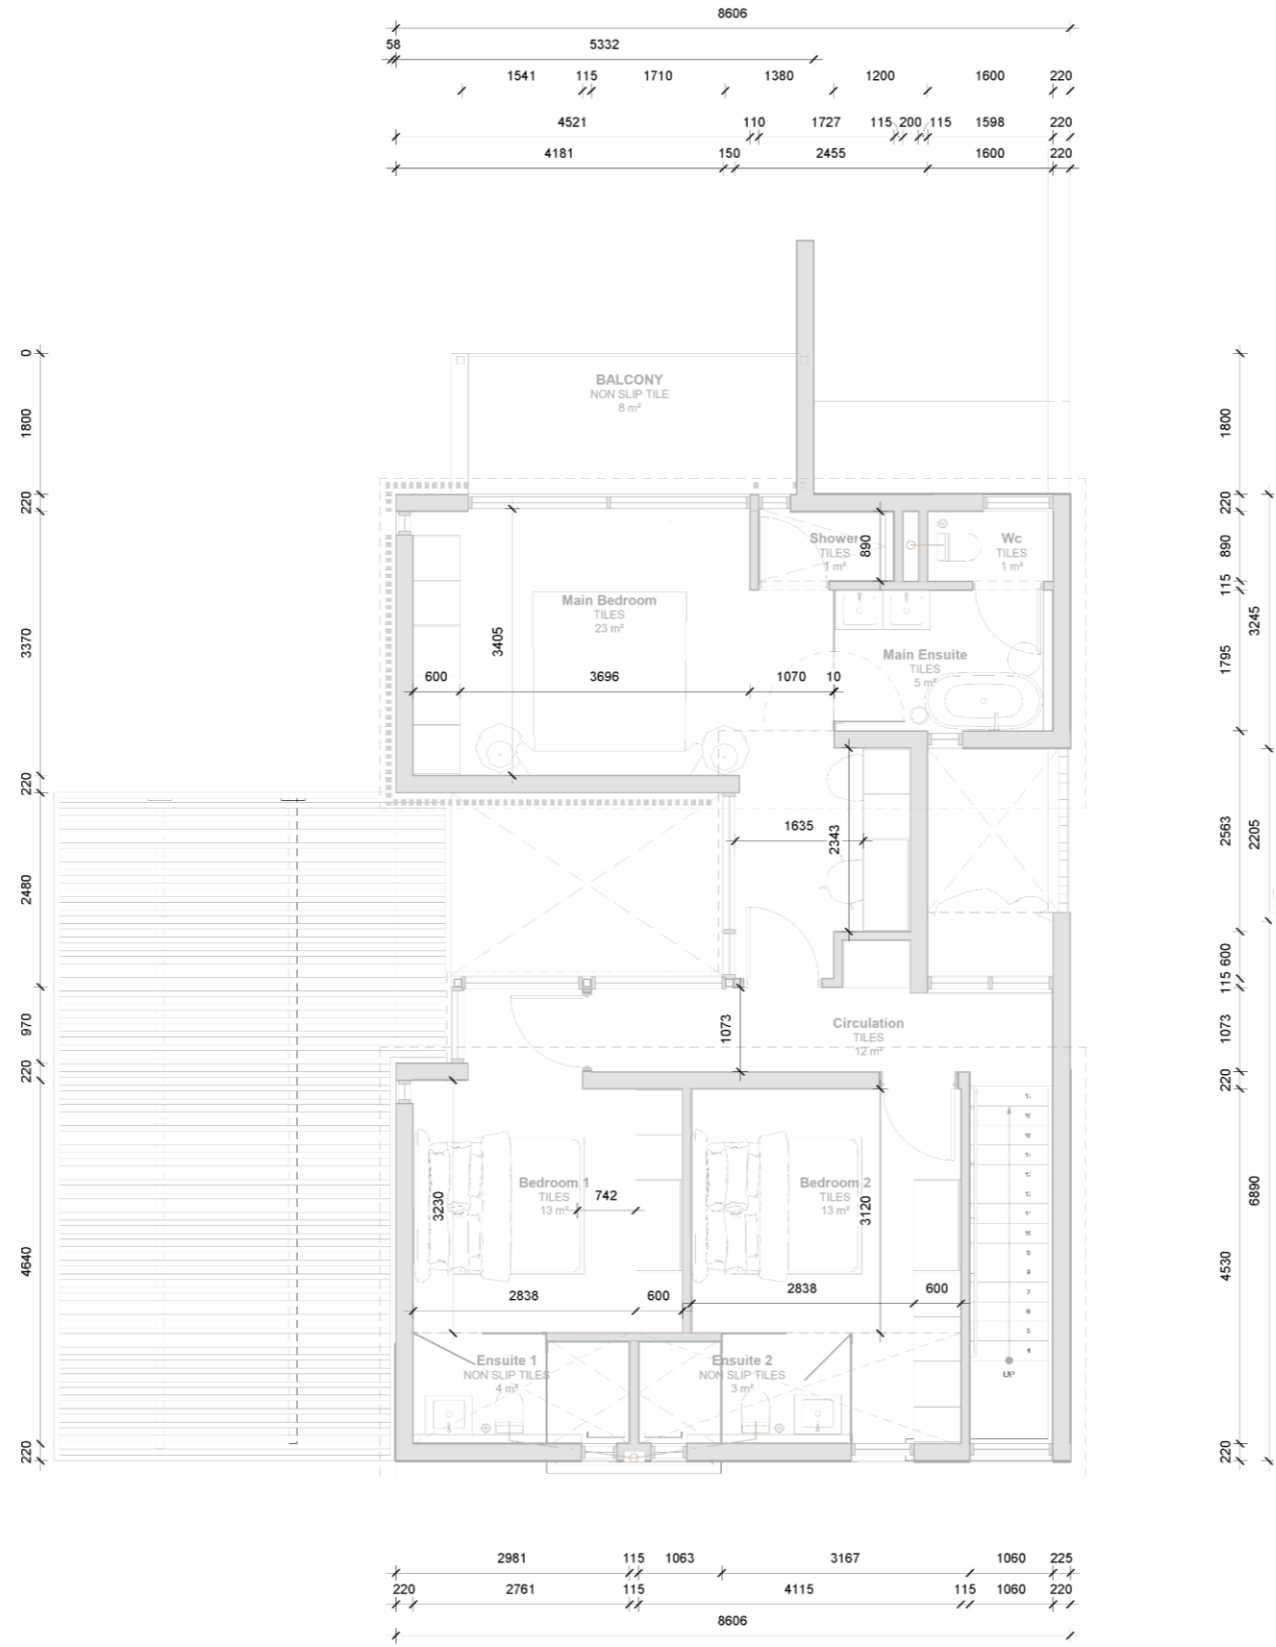 8606
58
5332
1541 115 1710 1380 1200 1600 220
4521 110 1727 115 200 115 1598 220
4181 150 2455 1600 220
0
1800
220
3370
220
2480
970
220
4640
220
BALCONY
NON SLIP TILE
8 m²
Shower
TILES
1 m²
890
Wc
TILES
1 m²
Main Bedroom
TILES
23 m²
3405
600 3696 1070 10
Main Ensuite
TILES
5 m²
1635
2343
1073
Circulation
TILES
12 m²
Bedroom 1
TILES
13 m²
742
3230
2838 600
Bedroom 2
TILES
13 m²
3120
2838 600
Ensuite 1
NON SLIP TILES
4 m²
Ensuite 2
NON SLIP TILES
3 m²
9
8
7
6
5
4
UP
1800
220
890
115
1795
2563
600
115
1073
220
4530
220
3245
2205
6890
2981 115 1063 3167 1060 225
220 2761 115 4115 115 1060 220
8606